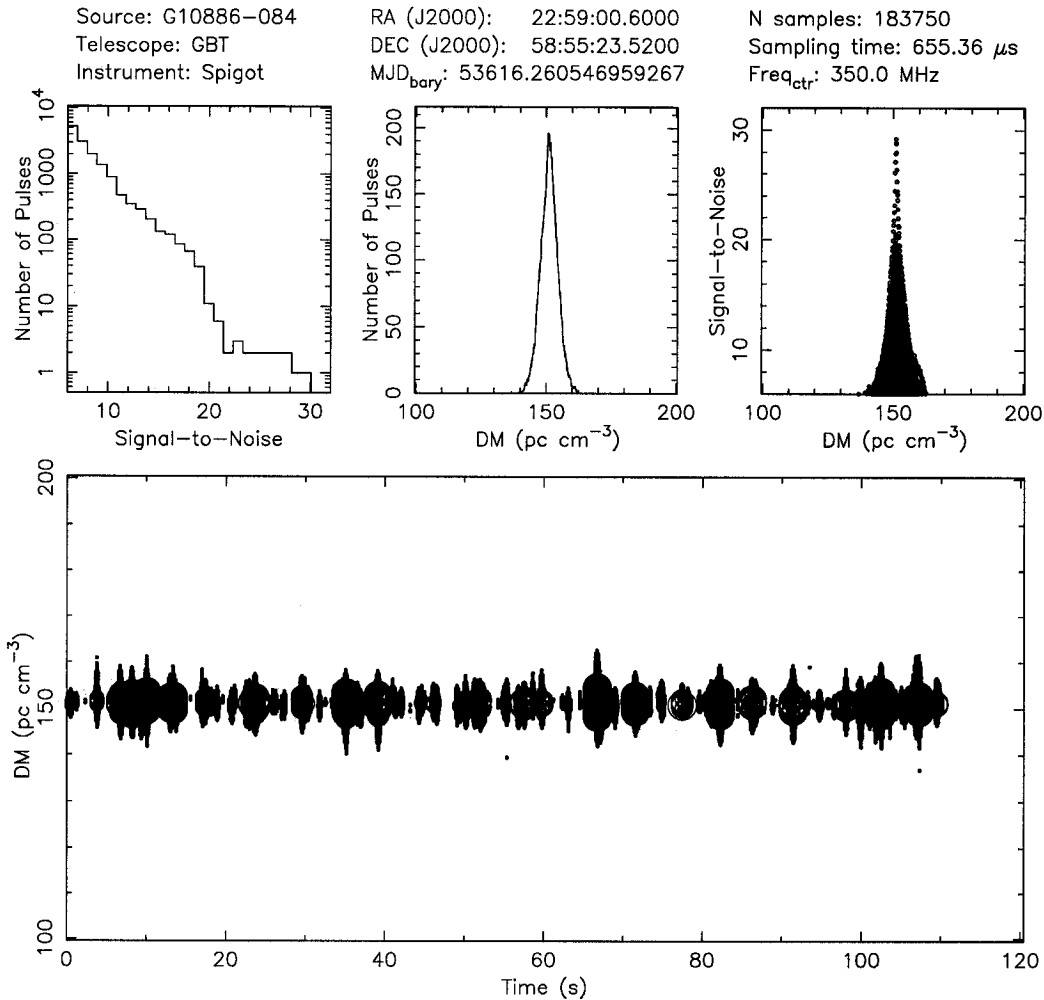 Source: G10886−084
Telescope: GBT
Instrument: Spigot
RA (J2000): 22:59:00.6000
DEC (J2000): 58:55:23.5200
MJD_bary: 53616.260546959267
N samples: 183750
Sampling time: 655.36 μs
Freq_ctr: 350.0 MHz
Number of Pulses
10⁴
1000
100
10
1
10 20 30
Signal−to−Noise
Number of Pulses
200
150
100
50
0
100 150 200
DM (pc cm⁻³)
Signal−to−Noise
30
20
10
100 150 200
DM (pc cm⁻³)
DM (pc cm⁻³)
200
150
100
0 20 40 60 80 100 120
Time (s)